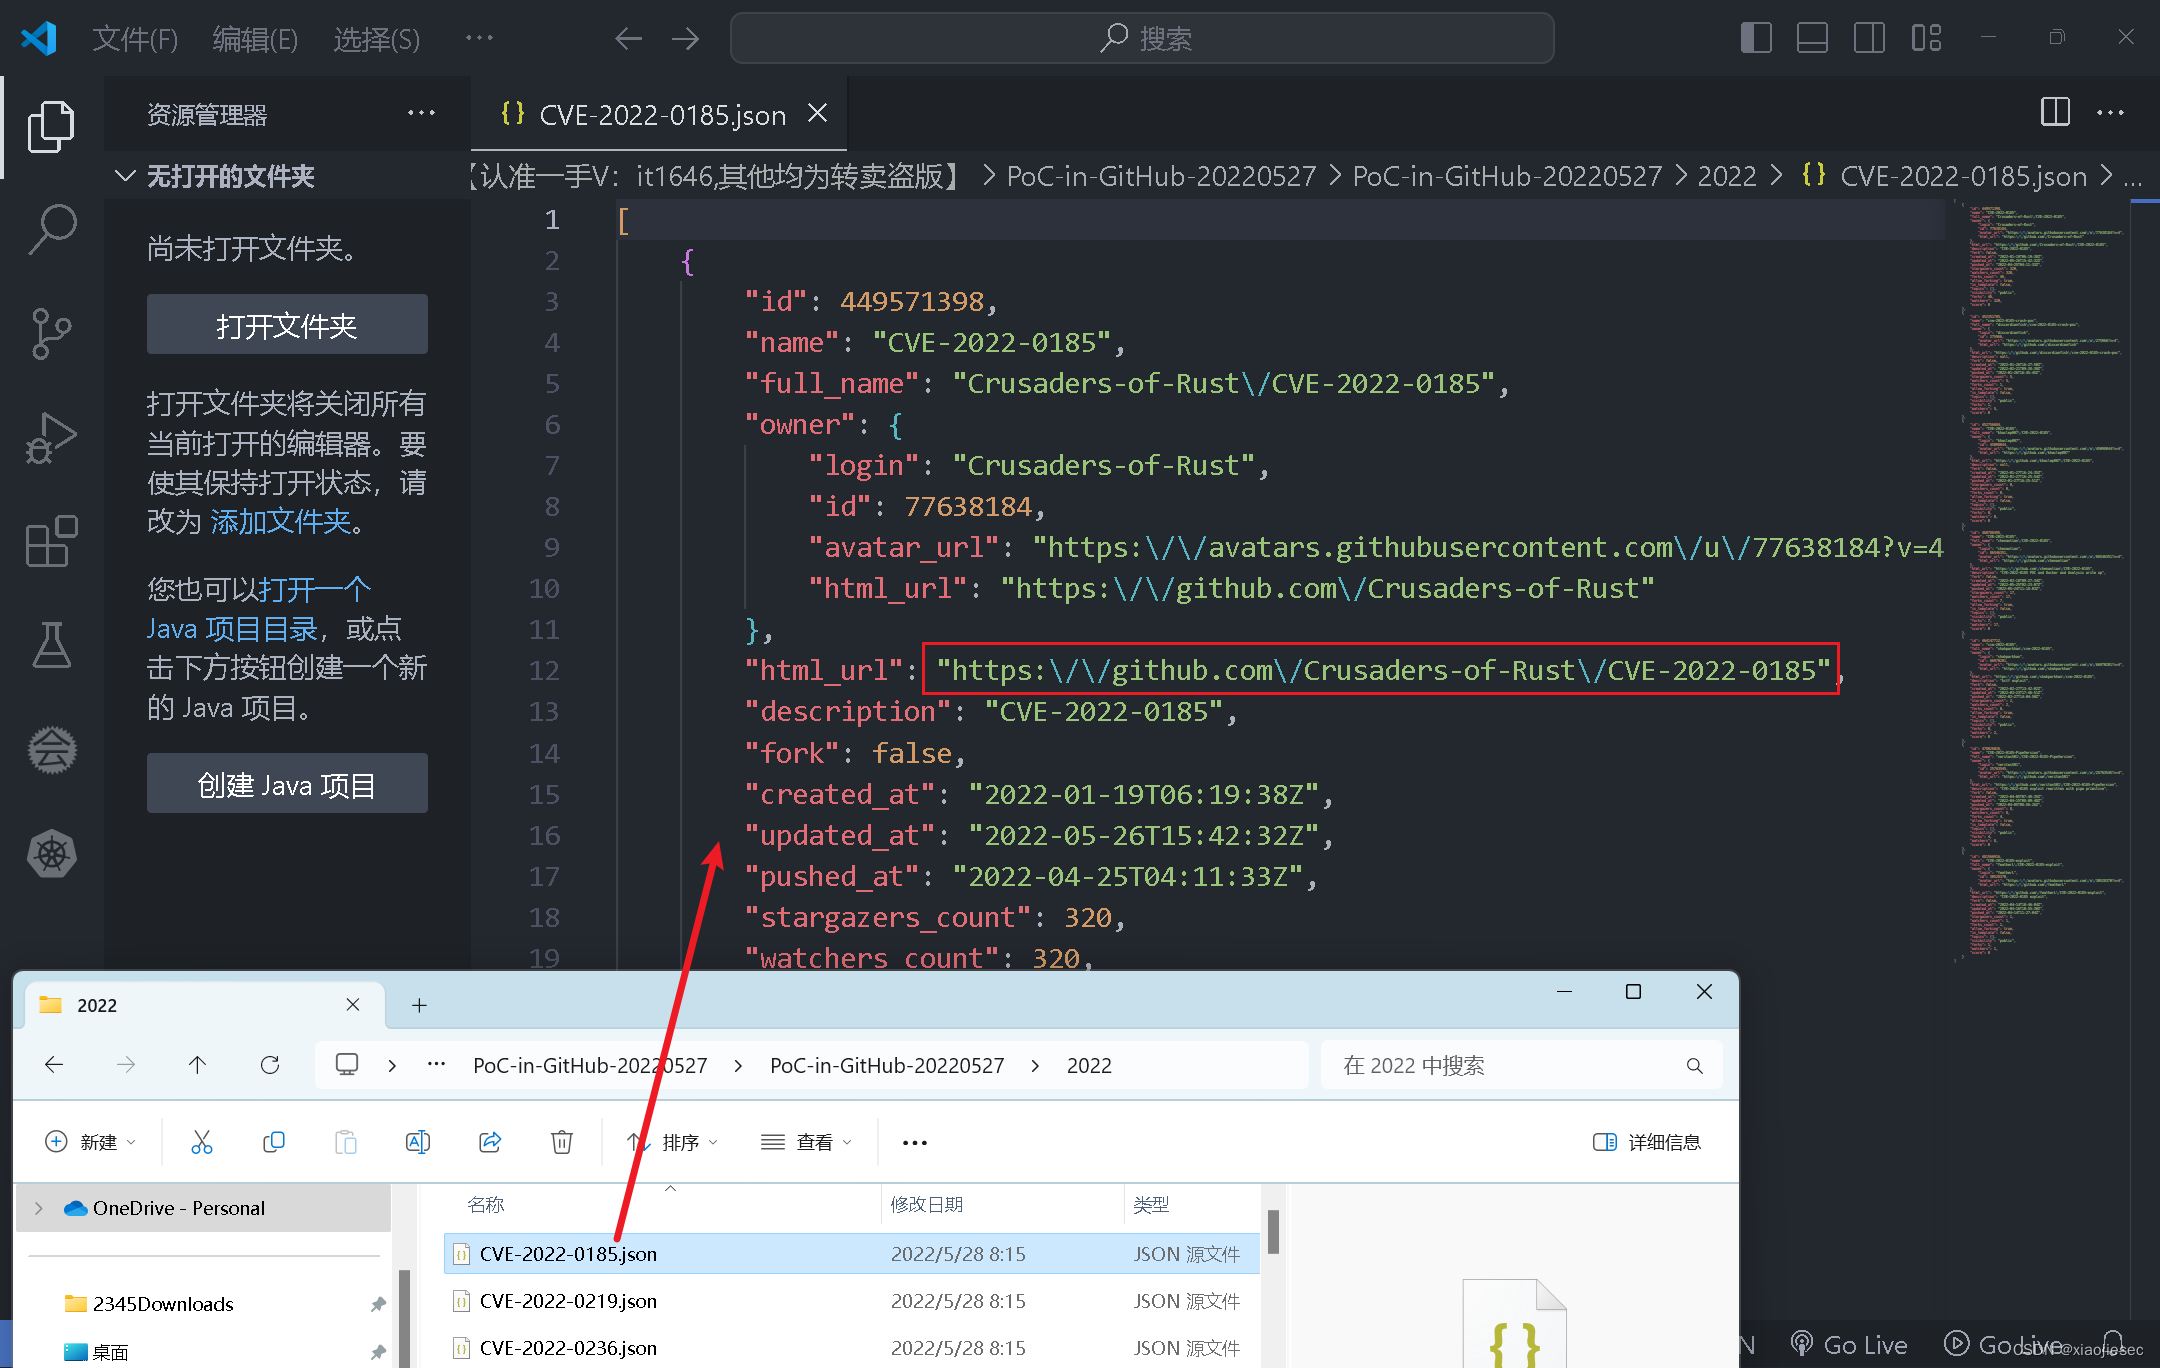 文件(F) 编辑(E) 选择(S) ··· 搜索
资源管理器 ···
CVE-2022-0185.json
无打开的文件夹
【认准一手V：it1646,其他均为转卖盗版】 > PoC-in-GitHub-20220527 > PoC-in-GitHub-20220527 > 2022 > {} CVE-2022-0185.json > ...
尚未打开文件夹。
打开文件夹
打开文件夹将关闭所有
当前打开的编辑器。要
使其保持打开状态，请
改为 添加文件夹。
您也可以打开一个
Java 项目目录，或点
击下方按钮创建一个新
的 Java 项目。
创建 Java 项目
会
1 [
2 {
3 "id": 449571398,
4 "name": "CVE-2022-0185",
5 "full_name": "Crusaders-of-Rust\/CVE-2022-0185",
6 "owner": {
7 "login": "Crusaders-of-Rust",
8 "id": 77638184,
9 "avatar_url": "https:\/\/avatars.githubusercontent.com\/u\/77638184?v=4
10 "html_url": "https:\/\/github.com\/Crusaders-of-Rust"
11 },
12 "html_url": "https:\/\/github.com\/Crusaders-of-Rust\/CVE-2022-0185",
13 "description": "CVE-2022-0185",
14 "fork": false,
15 "created_at": "2022-01-19T06:19:38Z",
16 "updated_at": "2022-05-26T15:42:32Z",
17 "pushed_at": "2022-04-25T04:11:33Z",
18 "stargazers_count": 320,
19 "watchers_count": 320,
2022
PoC-in-GitHub-20220527 > PoC-in-GitHub-20220527 > 2022
在 2022 中搜索
新建 排序 查看 ··· 详细信息
OneDrive - Personal
2345Downloads
桌面
名称 修改日期 类型
CVE-2022-0185.json 2022/5/28 8:15 JSON 源文件
CVE-2022-0219.json 2022/5/28 8:15 JSON 源文件
CVE-2022-0236.json 2022/5/28 8:15 JSON 源文件
N Go Live Go Live
CSDN @xiaojiesec